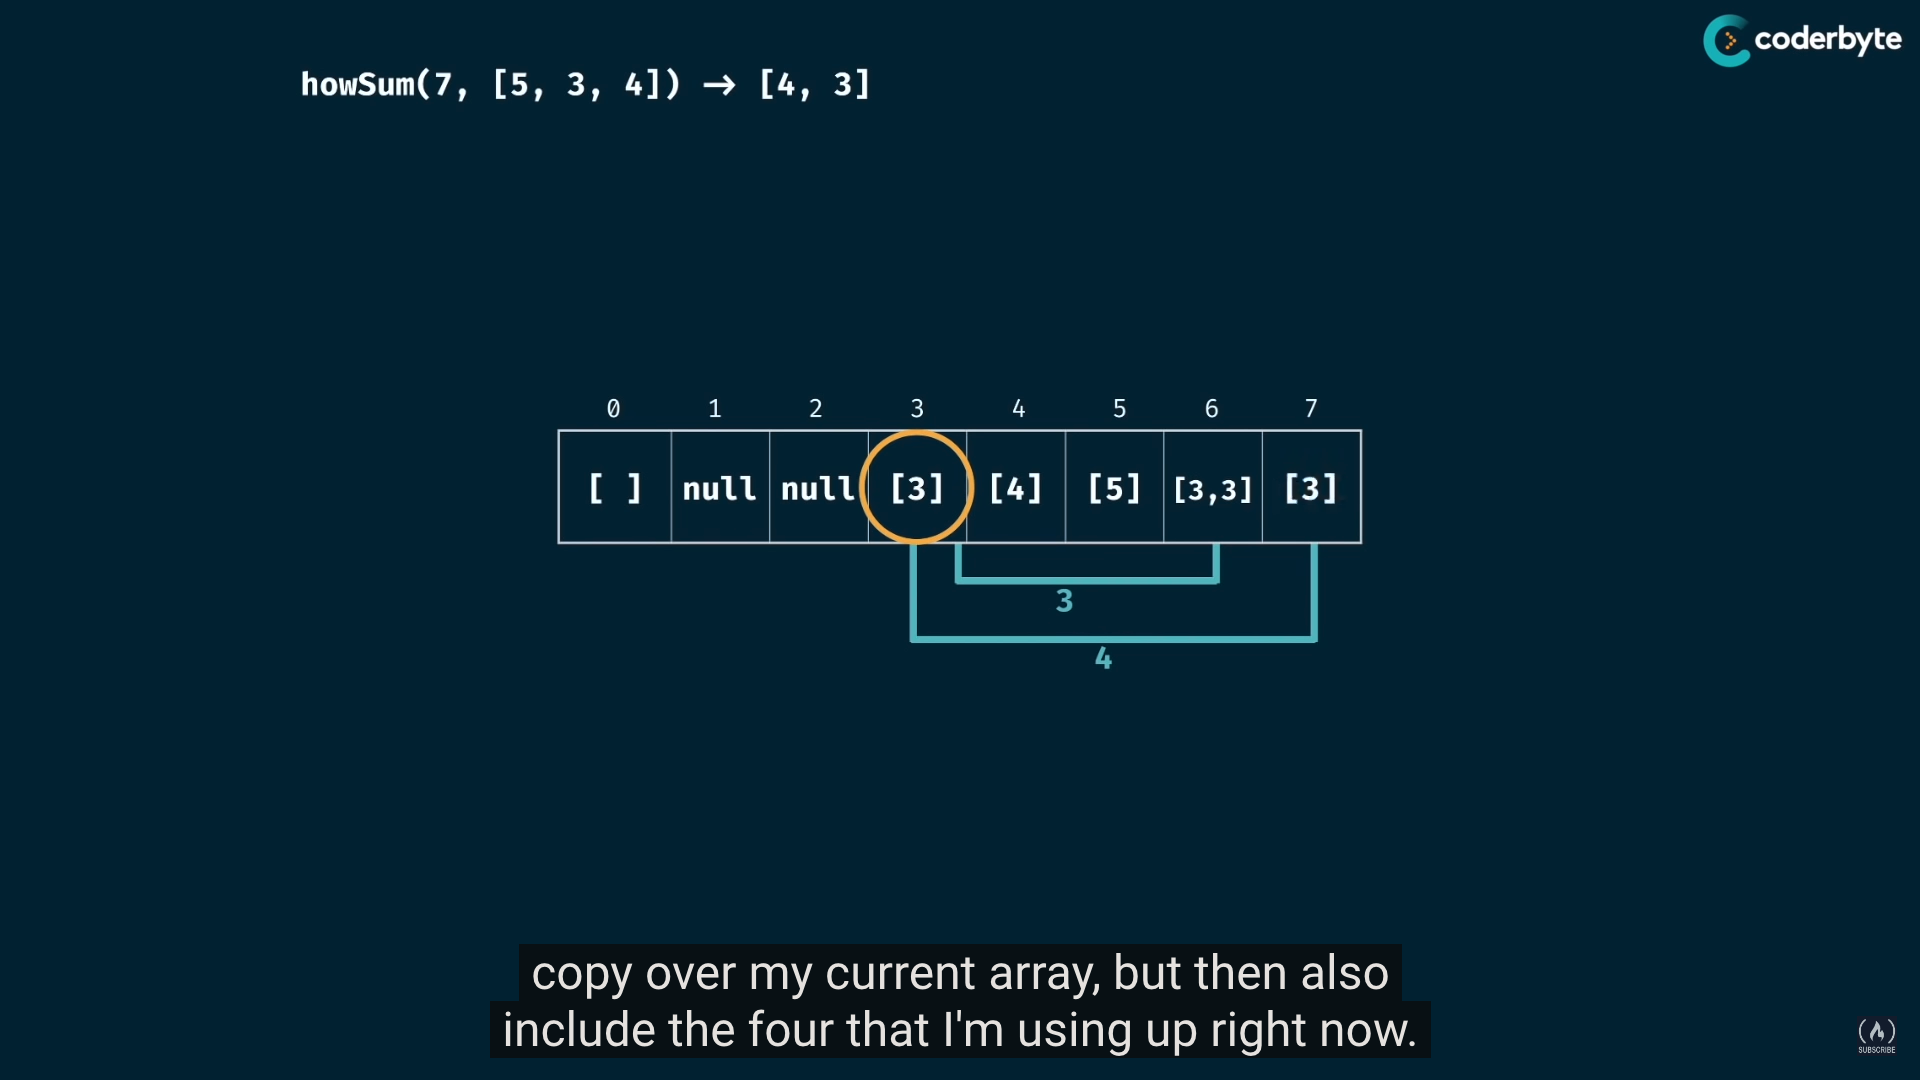 coderbyte
howSum(7, [5, 3, 4]) → [4, 3]
0 1 2 3 4 5 6 7
[ ] null null [3] [4] [5] [3,3] [3]
3
4
copy over my current array, but then also
include the four that I'm using up right now.
SUBSCRIBE